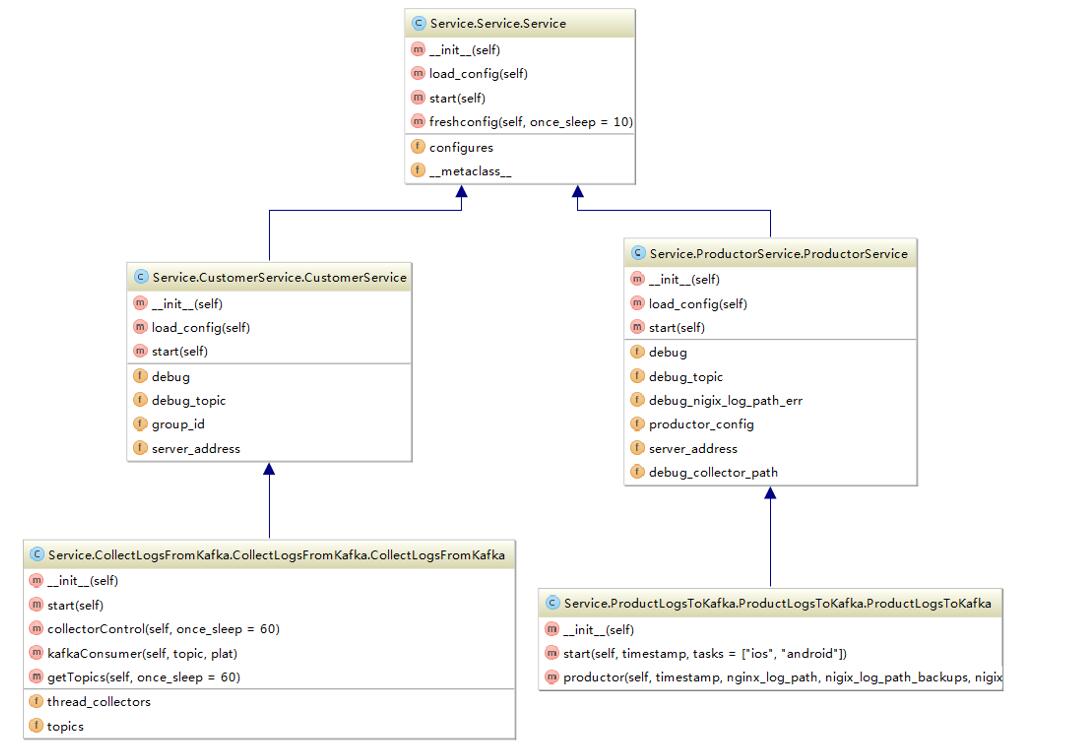 Service.Service.Service
__init__(self)
load_config(self)
start(self)
freshconfig(self, once_sleep = 10)
configures
__metaclass__
Service.CustomerService.CustomerService
__init__(self)
load_config(self)
start(self)
debug
debug_topic
group_id
server_address
Service.ProductorService.ProductorService
__init__(self)
load_config(self)
start(self)
debug
debug_topic
debug_nigix_log_path_err
productor_config
server_address
debug_collector_path
Service.CollectLogsFromKafka.CollectLogsFromKafka.CollectLogsFromKafka
__init__(self)
start(self)
collectorControl(self, once_sleep = 60)
kafkaConsumer(self, topic, plat)
getTopics(self, once_sleep = 60)
thread_collectors
topics
Service.ProductLogsToKafka.ProductLogsToKafka.ProductLogsToKafka
__init__(self)
start(self, timestamp, tasks = ["ios", "android"])
productor(self, timestamp, nginx_log_path, nigix_log_path_backups, nigix